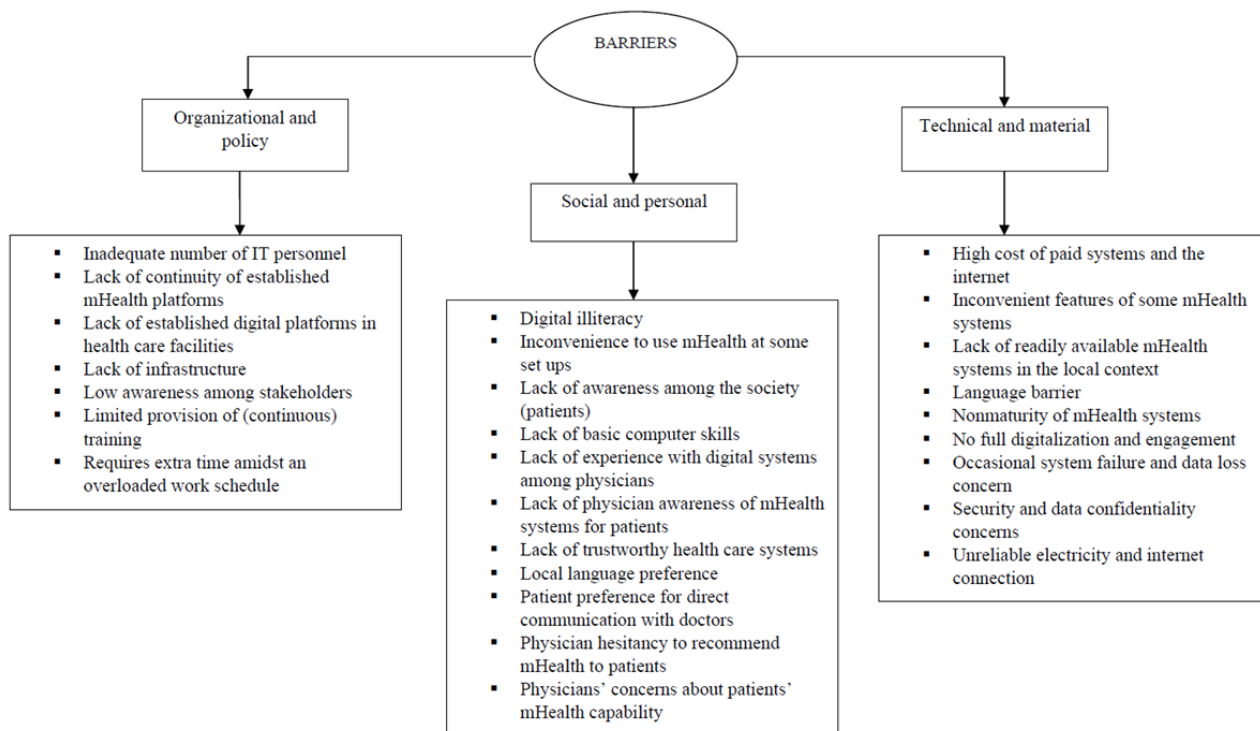 BARRIERS
Organizational and
policy
▪ Inadequate number of IT personnel
▪ Lack of continuity of established
mHealth platforms
▪ Lack of established digital platforms in
health care facilities
▪ Lack of infrastructure
▪ Low awareness among stakeholders
▪ Limited provision of (continuous)
training
▪ Requires extra time amidst an
overloaded work schedule
Social and personal
▪ Digital illiteracy
▪ Inconvenience to use mHealth at some
set ups
▪ Lack of awareness among the society
(patients)
▪ Lack of basic computer skills
▪ Lack of experience with digital systems
among physicians
▪ Lack of physician awareness of mHealth
systems for patients
▪ Lack of trustworthy health care systems
▪ Local language preference
▪ Patient preference for direct
communication with doctors
▪ Physician hesitancy to recommend
mHealth to patients
▪ Physicians’ concerns about patients’
mHealth capability
Technical and material
▪ High cost of paid systems and the
internet
▪ Inconvenient features of some mHealth
systems
▪ Lack of readily available mHealth
systems in the local context
▪ Language barrier
▪ Nonmaturity of mHealth systems
▪ No full digitalization and engagement
▪ Occasional system failure and data loss
concern
▪ Security and data confidentiality
concerns
▪ Unreliable electricity and internet
connection